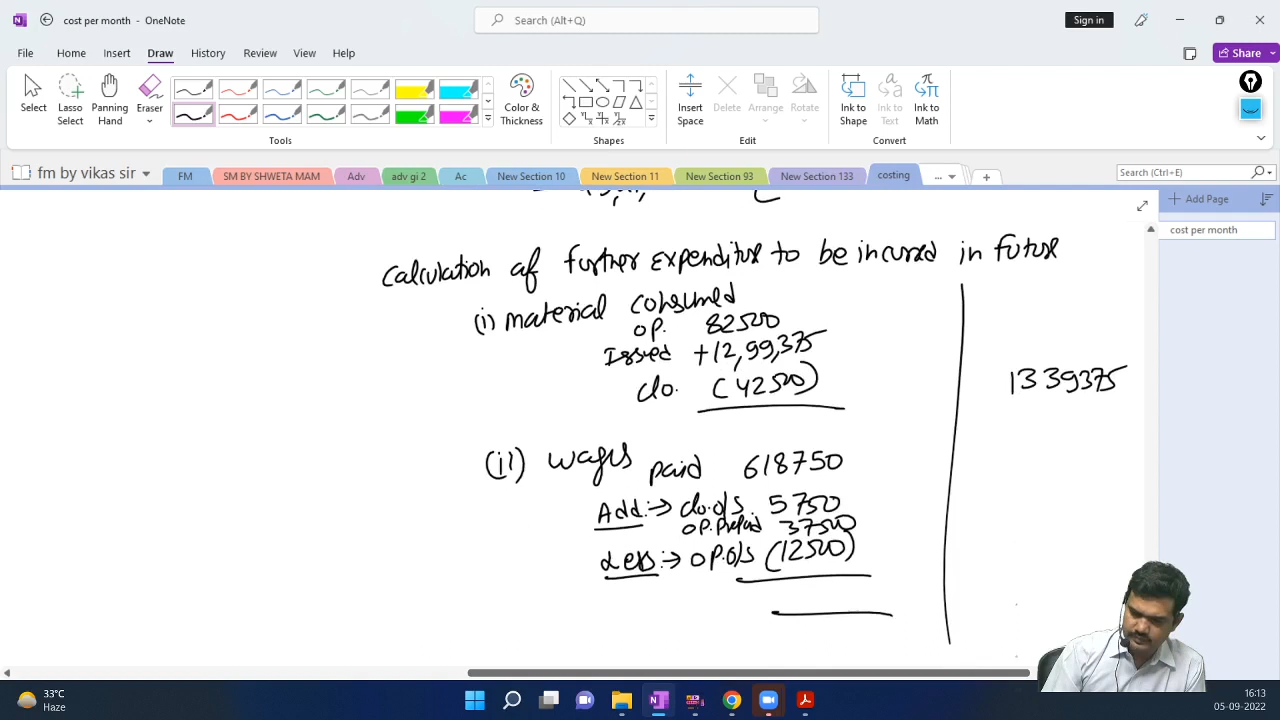 cost per month - OneNote
Search (Alt+Q)
Sign in
File Home Insert Draw History Review View Help
Share
Select
Lasso Select
Panning Hand
Eraser
Color & Thickness
Insert Space
Delete
Arrange
Rotate
Ink to Shape
Ink to Text
Ink to Math
Tools Shapes Edit Convert
fm by vikas sir
FM
SM BY SHWETA MAM
Adv
adv gi 2
Ac
New Section 10
New Section 11
New Section 93
New Section 133
costing
...
Search (Ctrl+E)
Add Page
cost per month
calculation of further expenditure to be incurred in future
(i) material consumed
op. 82500
Issued +12,99,375
clo. (42500)
1339375
(ii) wages paid 618750
Add:→ clo.o/s 5750
op. prepaid 37500
Less:→ op.o/s (12500)
33°C
Haze
16:13
05-09-2022